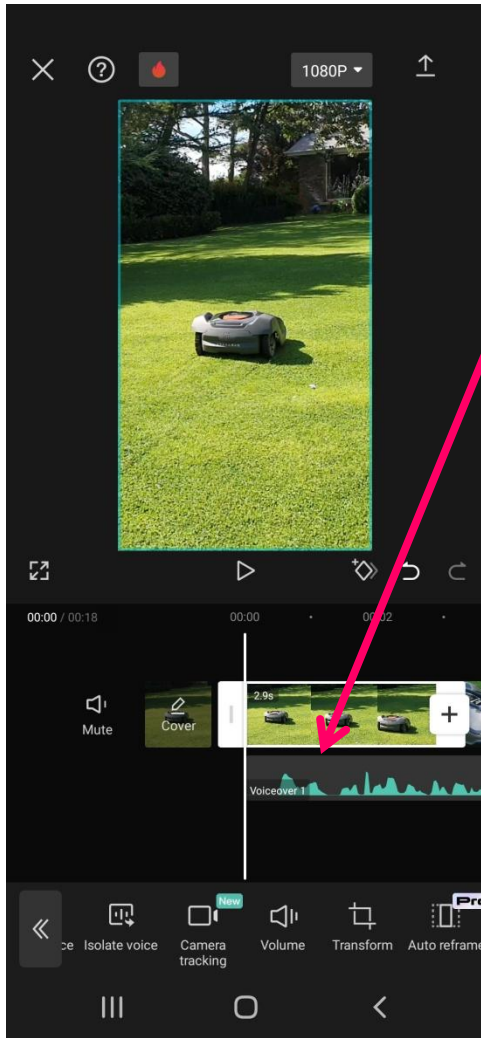 1080P
00:00 / 00:18
00:00
00:02
2.9s
Mute
Cover
Voiceover 1
New
Pro
ce
Isolate voice
Camera
tracking
Volume
Transform
Auto reframe